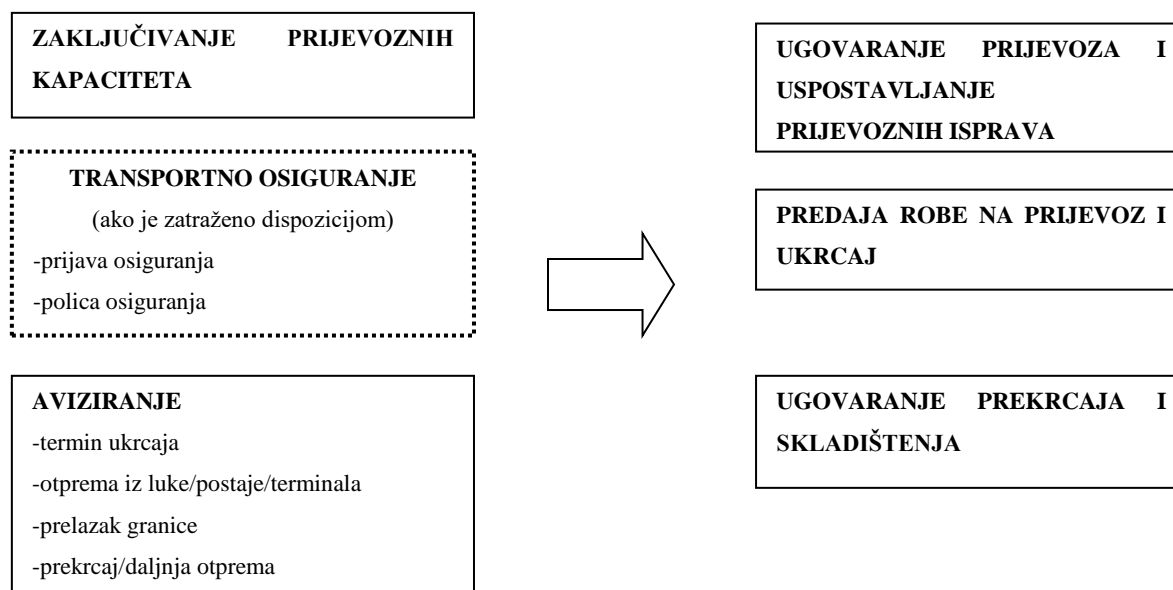 ZAKLJUČIVANJE PRIJEVOZNIH
KAPACITETA
TRANSPORTNO OSIGURANJE
(ako je zatraženo dispozicijom)
-prijava osiguranja
-polica osiguranja
AVIZIRANJE
-termin ukrcaja
-otprema iz luke/postaje/terminala
-prelazak granice
-prekrcaj/daljnja otprema
UGOVARANJE PRIJEVOZA I
USPOSTAVLJANJE
PRIJEVOZNIH ISPRAVA
PREDAJA ROBE NA PRIJEVOZ I
UKRCAJ
UGOVARANJE PREKRCAJA I
SKLADIŠTENJA